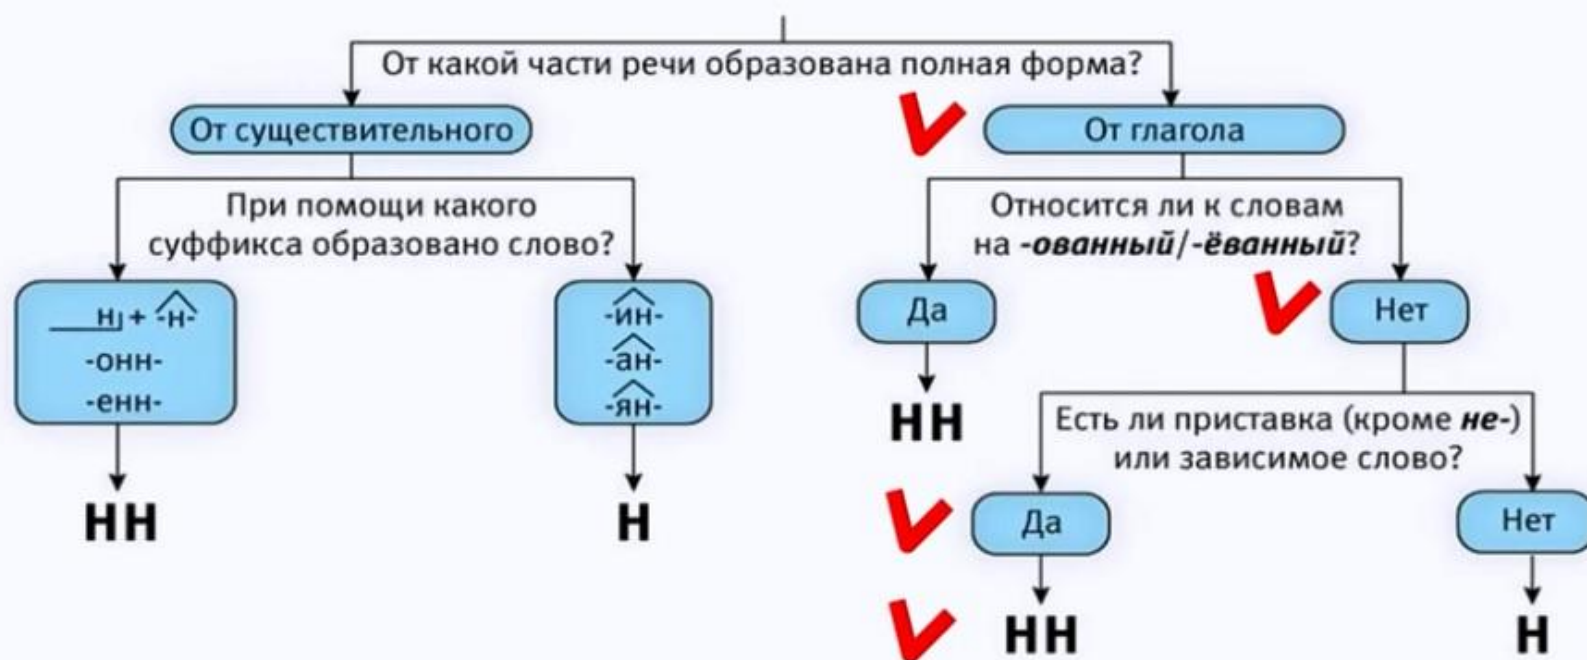 От какой части речи образована полная форма?
От существительного
От глагола
При помощи какого
суффикса образовано слово?
Относится ли к словам
на -ованный/-ёванный?
н + -н-
-онн-
-енн-
-ин-
-ан-
-ян-
Да
Нет
НН
Есть ли приставка (кроме не-)
или зависимое слово?
НН
Н
Да
Нет
НН
Н